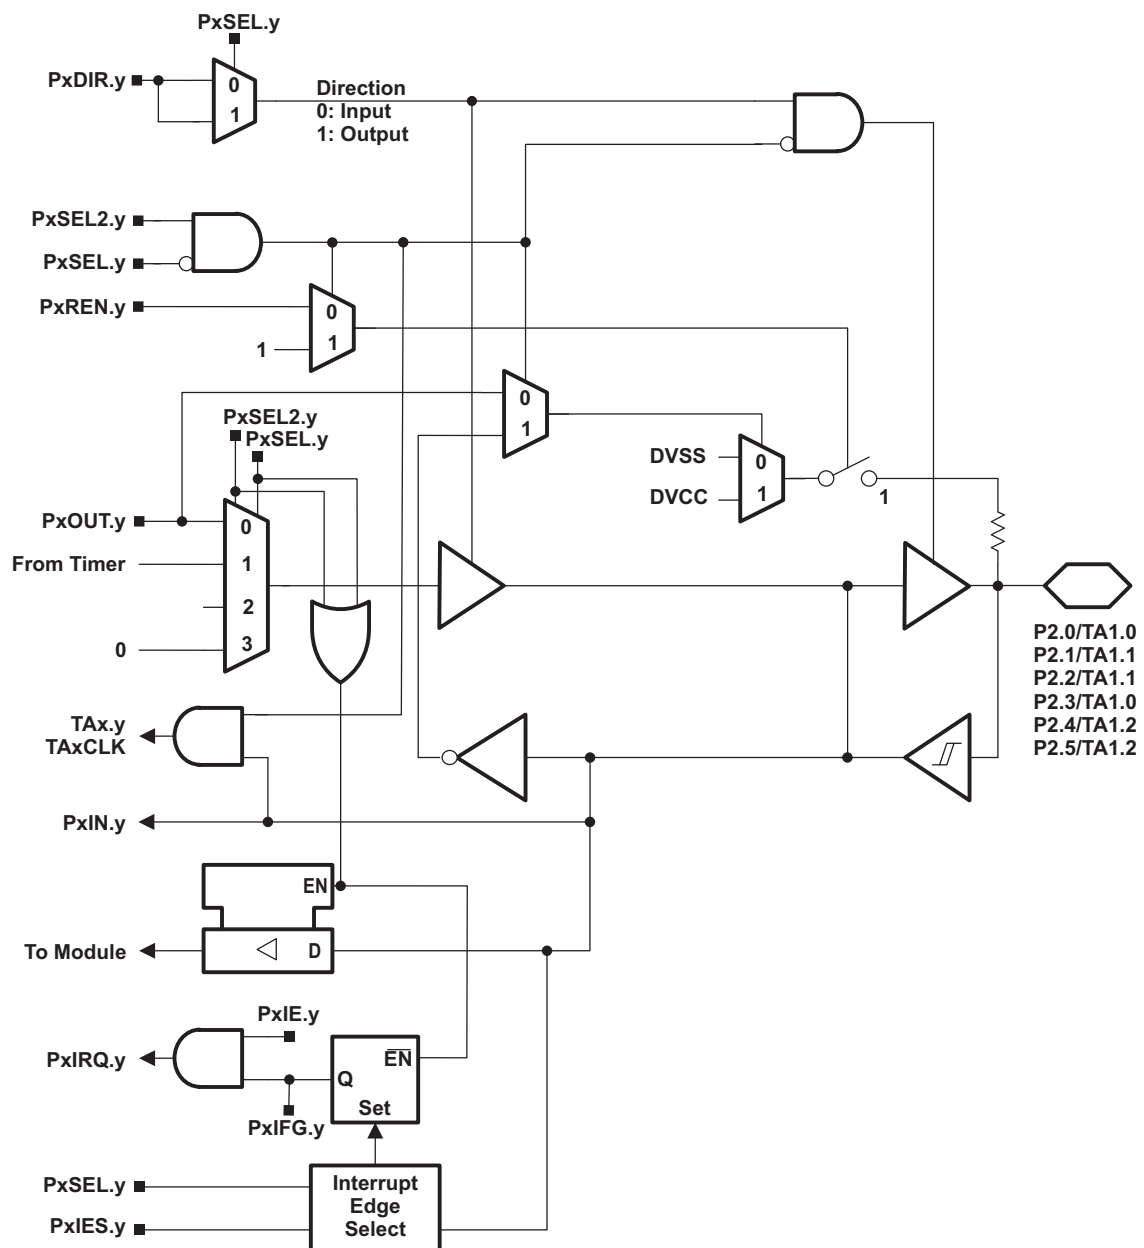 PxSEL.y
PxDIR.y
0
1
Direction
0: Input
1: Output
PxSEL2.y
PxSEL.y
PxREN.y
0
1
1
0
1
PxSEL2.y
PxSEL.y
DVSS
DVCC
0
1
1
PxOUT.y
From Timer
0
0
1
2
3
P2.0/TA1.0
P2.1/TA1.1
P2.2/TA1.1
P2.3/TA1.0
P2.4/TA1.2
P2.5/TA1.2
TAx.y
TAxCLK
PxIN.y
EN
To Module
D
PxIE.y
PxIRQ.y
EN
Q
Set
PxIFG.y
PxSEL.y
PxIES.y
Interrupt
Edge
Select